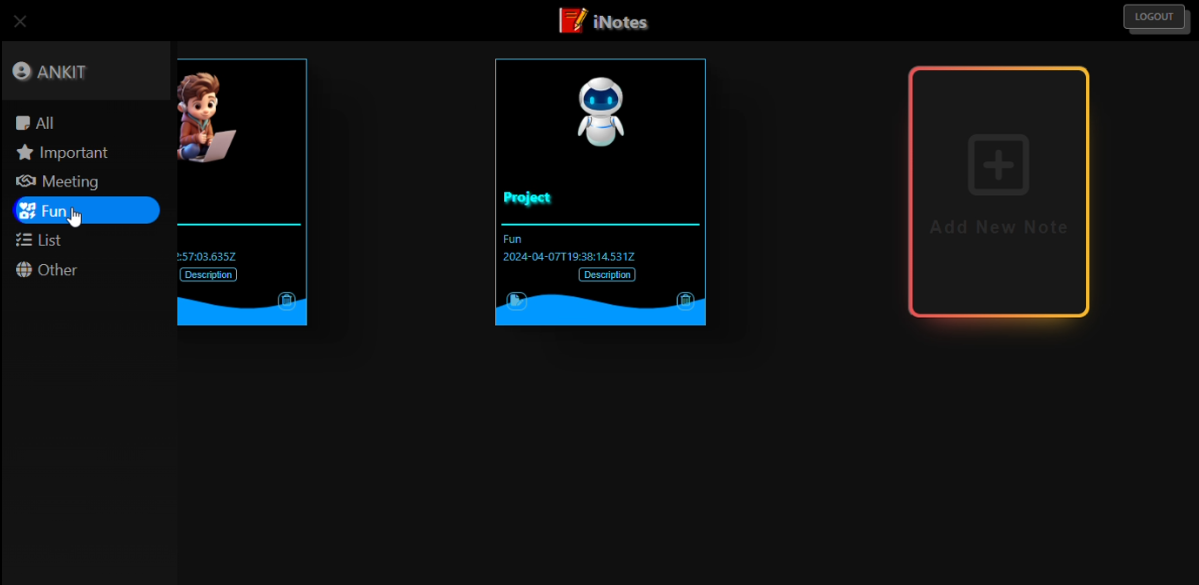 iNotes
LOGOUT
ANKIT
All
Important
Meeting
Fun
List
Other
2:57:03.635Z
Description
Project
Fun
2024-04-07T19:38:14.531Z
Description
Add New Note